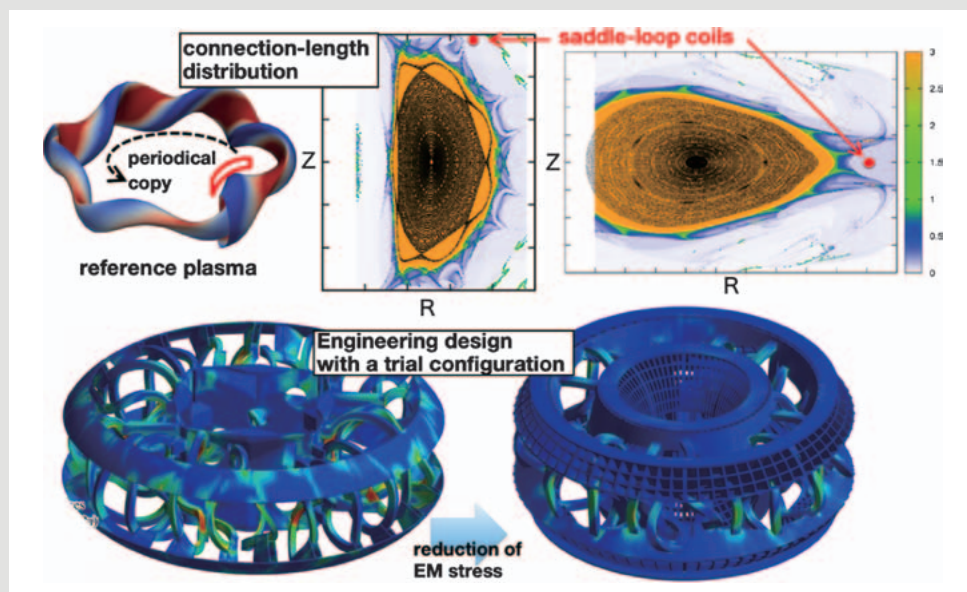 connection-length
distribution
saddle-loop coils
periodical
copy
reference plasma
Z
R
Z
R
3
2.5
2
1.5
1
0.5
0
Engineering design
with a trial configuration
reduction of
EM stress